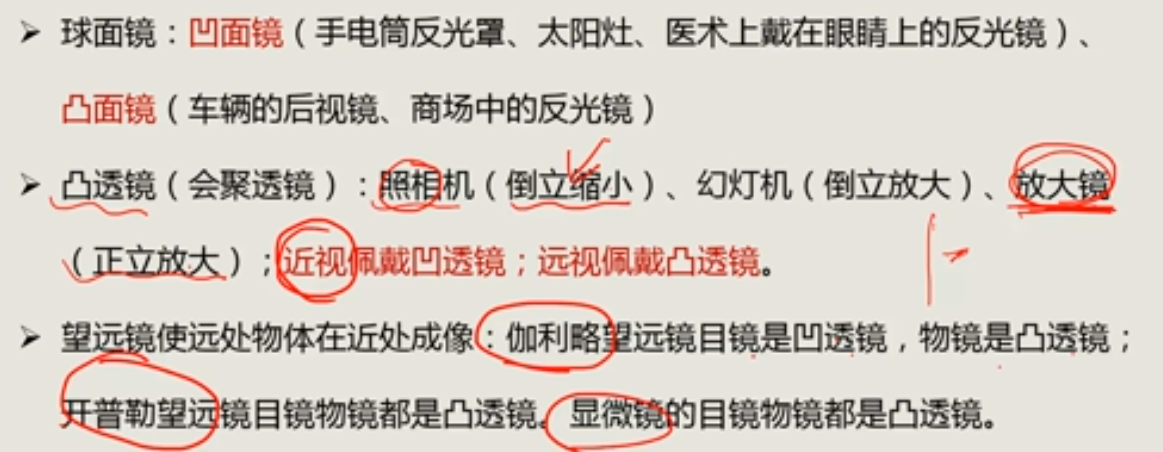 ➤ 球面镜：凹面镜（手电筒反光罩、太阳灶、医术上戴在眼睛上的反光镜）、
凸面镜（车辆的后视镜、商场中的反光镜）
➤ 凸透镜（会聚透镜）：照相机（倒立缩小）、幻灯机（倒立放大）、放大镜
（正立放大）；近视佩戴凹透镜；远视佩戴凸透镜。
➤ 望远镜使远处物体在近处成像：伽利略望远镜目镜是凹透镜，物镜是凸透镜；
开普勒望远镜目镜物镜都是凸透镜。显微镜的目镜物镜都是凸透镜。